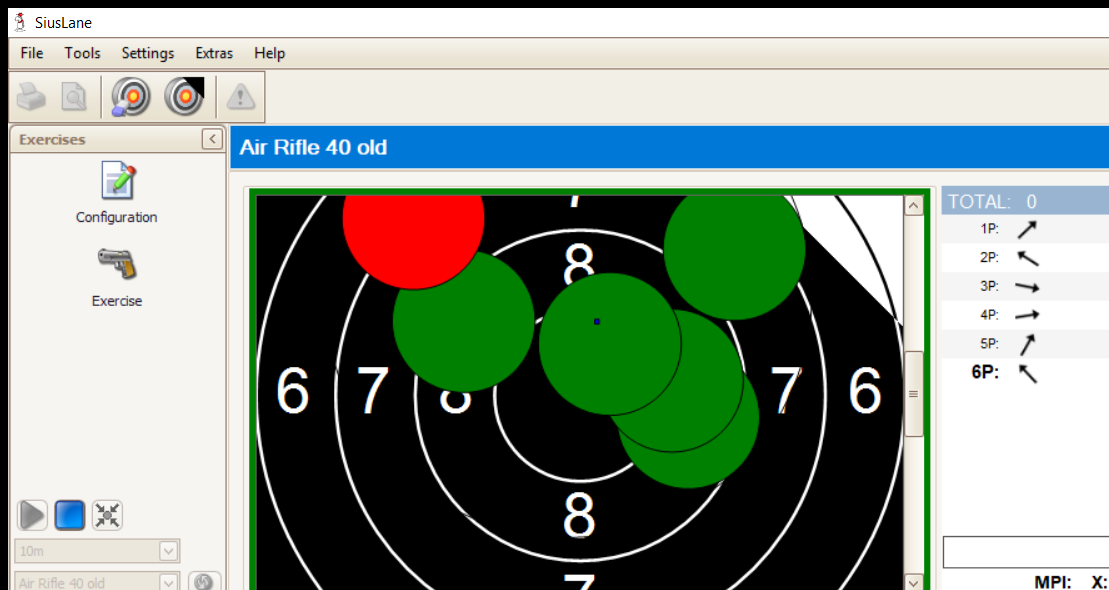 SiusLane
File Tools Settings Extras Help
Exercises
Air Rifle 40 old
Configuration
Exercise
10m
Air Rifle 40 old
7
8
6 7 8 7 6
8
7
TOTAL: 0
1P:
2P:
3P:
4P:
5P:
6P:
MPI: X: